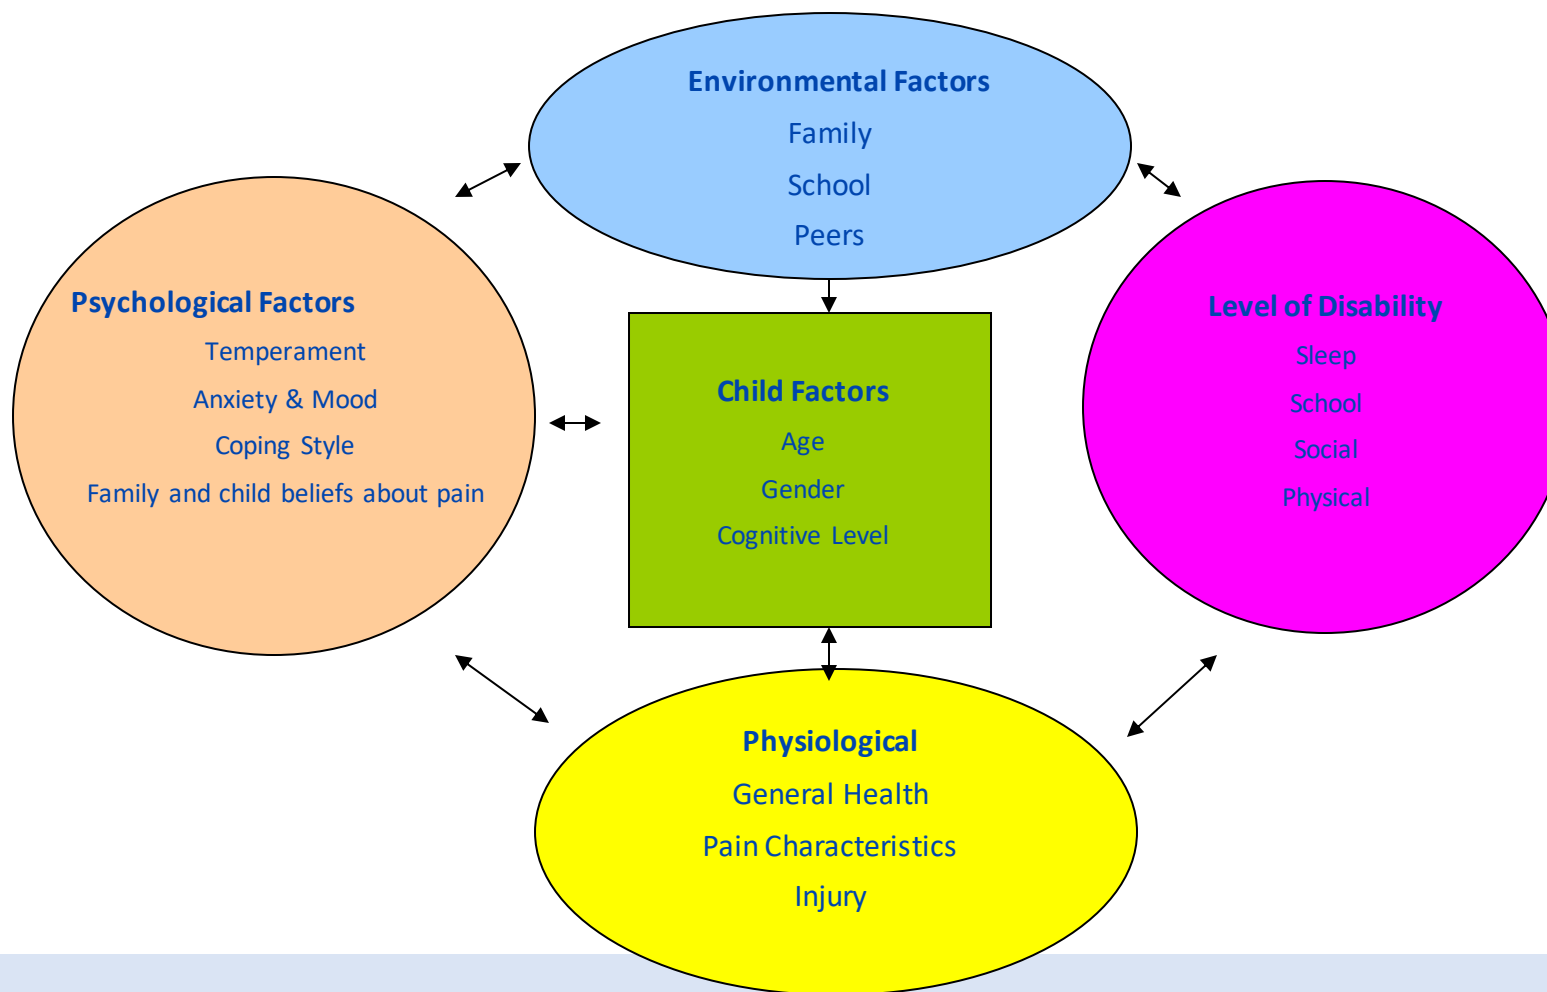 Environmental Factors
Family
School
Peers
Psychological Factors
Temperament
Anxiety & Mood
Coping Style
Family and child beliefs about pain
Child Factors
Age
Gender
Cognitive Level
Level of Disability
Sleep
School
Social
Physical
Physiological
General Health
Pain Characteristics
Injury